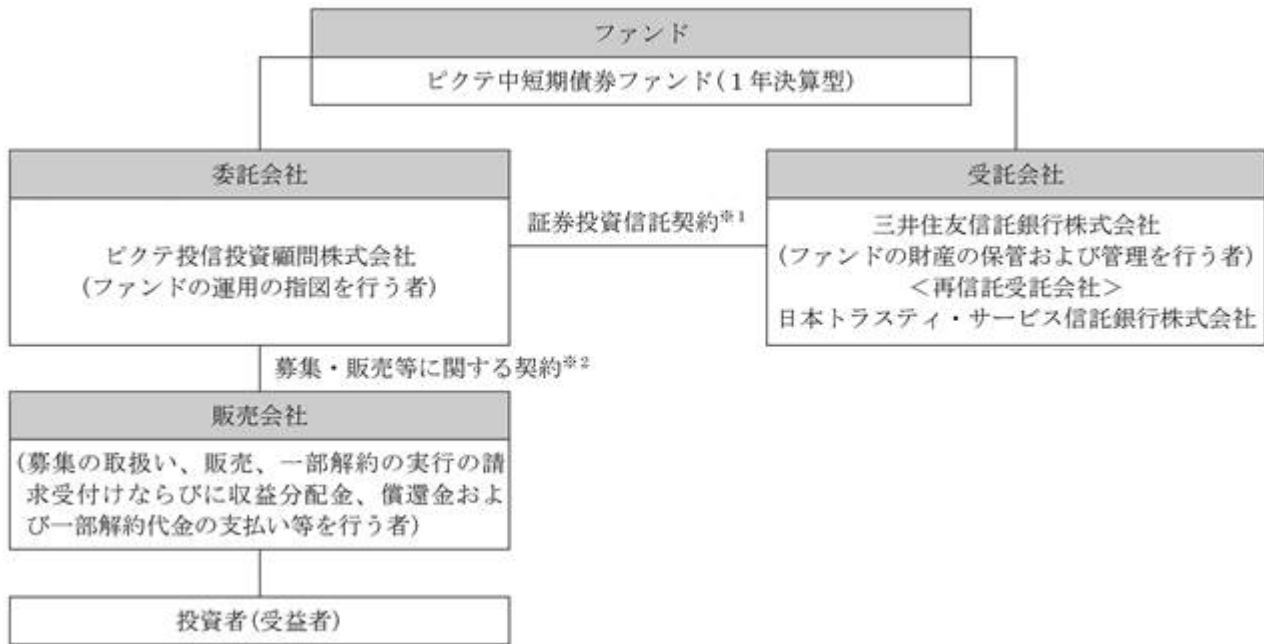 ファンド
ピクテ中短期債券ファンド(1年決算型)
委託会社
ピクテ投信投資顧問株式会社
(ファンドの運用の指図を行う者)
証券投資信託契約※1
受託会社
三井住友信託銀行株式会社
(ファンドの財産の保管および管理を行う者)
<再信託受託会社>
日本トラスティ・サービス信託銀行株式会社
募集・販売等に関する契約※2
販売会社
(募集の取扱い、販売、一部解約の実行の請
求受付けならびに収益分配金、償還金およ
び一部解約代金の支払い等を行う者)
投資者(受益者)